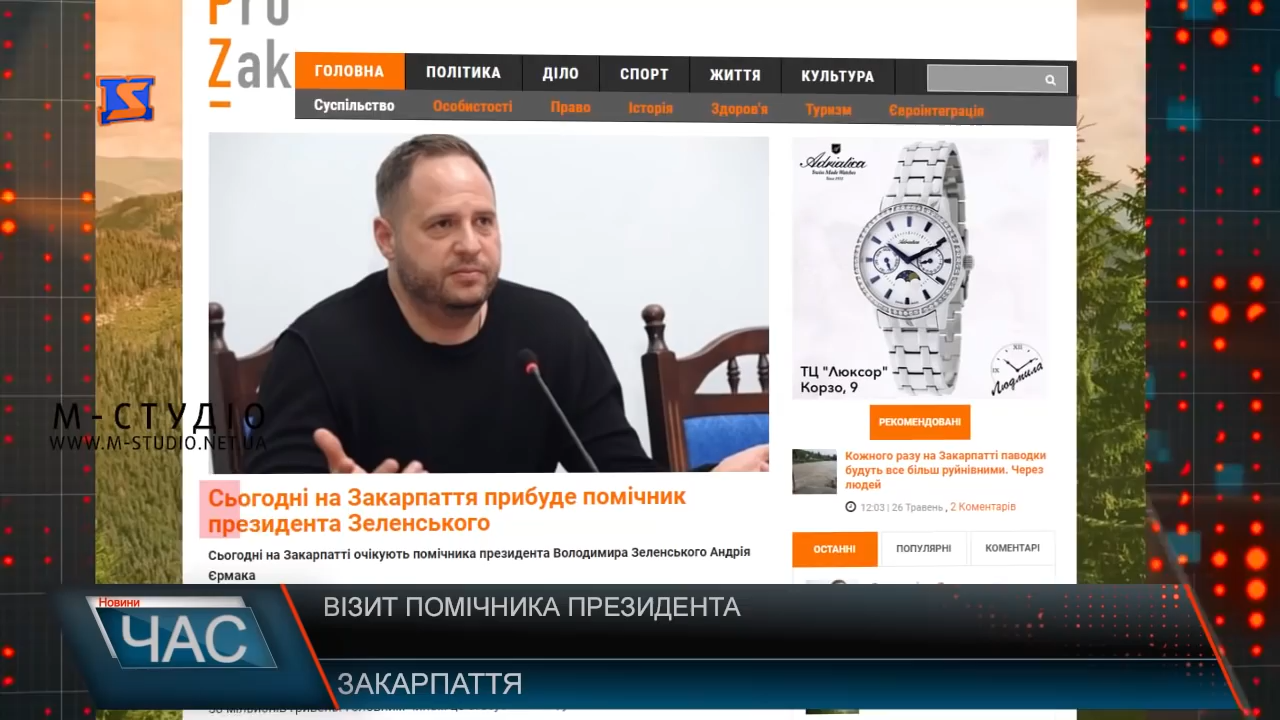 Pro
Zak
ГОЛОВНА
ПОЛІТИКА
ДІЛО
СПОРТ
ЖИТТЯ
КУЛЬТУРА
Суспільство
Особистості
Право
Історія
Здоров'я
Туризм
Євроінтеграція
Adriatica
Swiss Made Watches
ТЦ "Люксор"
Корзо, 9
Людмила
М-СТУДІО
WWW.M-STUDIO.NET.UA
РЕКОМЕНДОВАНІ
Кожного разу на Закарпатті паводки
будуть все більш руйнівними. Через
людей
12:03 | 26 Травень , 2 Коментарів
Сьогодні на Закарпаття прибуде помічник
президента Зеленського
Сьогодні на Закарпатті очікують помічника президента Володимира Зеленського Андрія
Єрмака
ОСТАННІ
ПОПУЛЯРНІ
КОМЕНТАРІ
Новини
ЧАС
ВІЗИТ ПОМІЧНИКА ПРЕЗИДЕНТА
ЗАКАРПАТТЯ